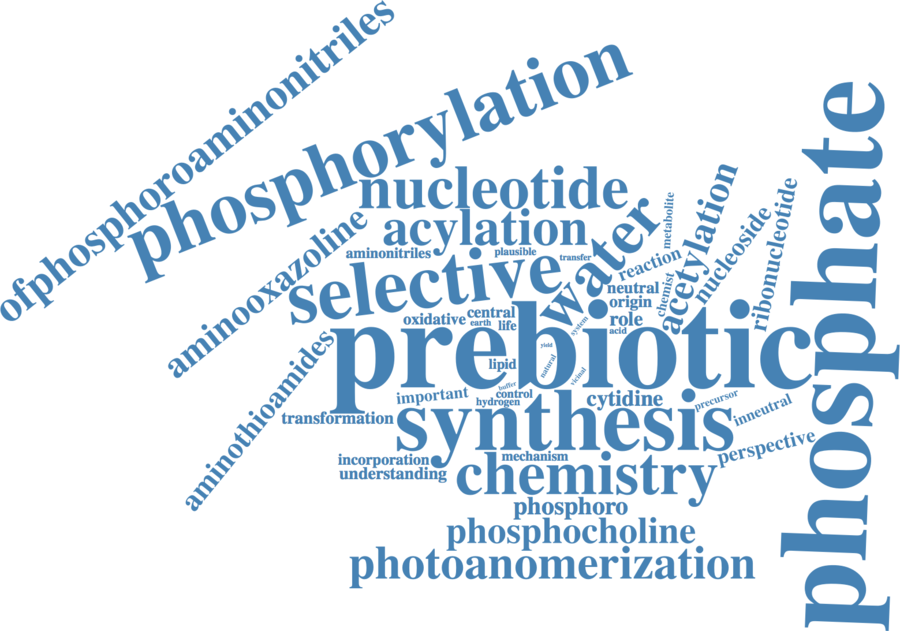 ofphosphoroaminonitriles
phosphorylation
phosphate
nucleotide
acylation
aminooxazoline
aminonitriles
plausible
transfer
water
metabolite
acetylation
nucleoside
ribonucleotide
selective
reaction
chemist
neutral
origin
oxidative
central
earth
life
system
role
acid
prebiotic
aminothioamides
yield
lipid
natural
vicinal
buffer
control
hydrogen
important
cytidine
precursor
inneutral
transformation
synthesis
perspective
incorporation
mechanism
understanding
chemistry
phosphoro
phosphocholine
photoanomerization